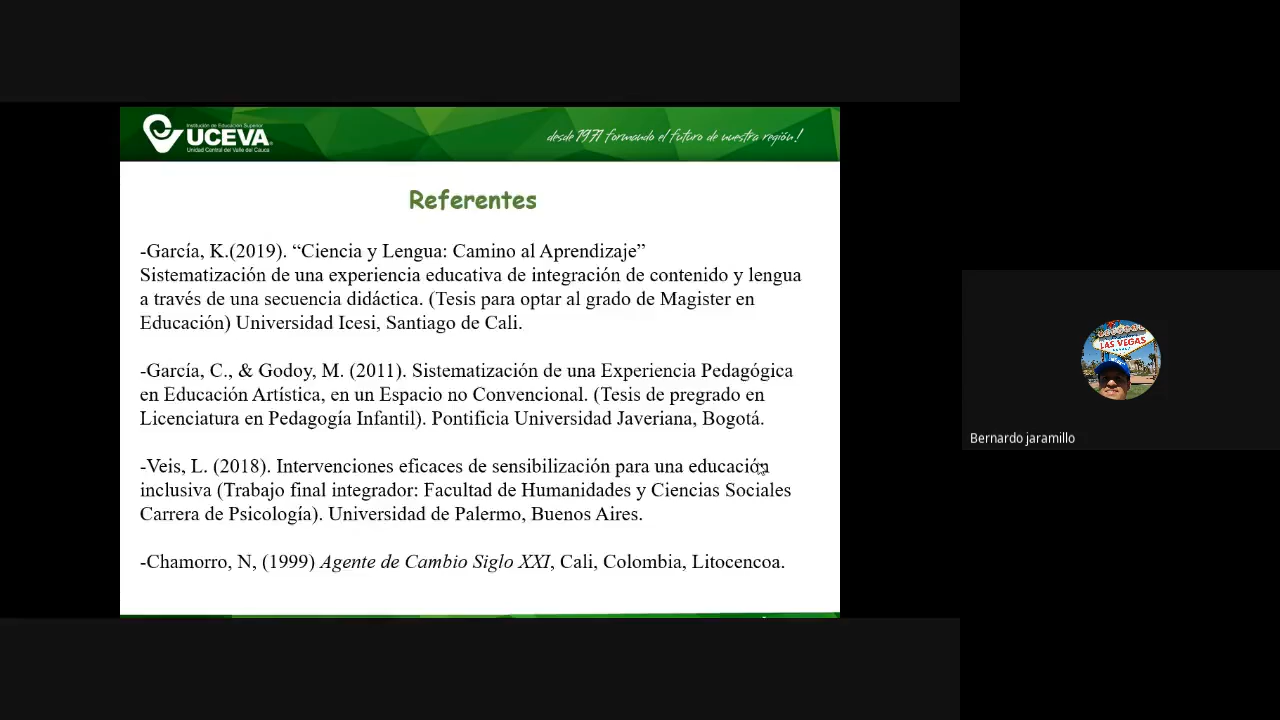 Institución de Educación Superior
UCEVA
Unidad Central del Valle del Cauca
desde 1971 formando el futuro de nuestra región!
Referentes
-García, K.(2019). “Ciencia y Lengua: Camino al Aprendizaje”
Sistematización de una experiencia educativa de integración de contenido y lengua
a través de una secuencia didáctica. (Tesis para optar al grado de Magister en
Educación) Universidad Icesi, Santiago de Cali.
-García, C., & Godoy, M. (2011). Sistematización de una Experiencia Pedagógica
en Educación Artística, en un Espacio no Convencional. (Tesis de pregrado en
Licenciatura en Pedagogía Infantil). Pontificia Universidad Javeriana, Bogotá.
-Veis, L. (2018). Intervenciones eficaces de sensibilización para una educación
inclusiva (Trabajo final integrador: Facultad de Humanidades y Ciencias Sociales
Carrera de Psicología). Universidad de Palermo, Buenos Aires.
-Chamorro, N, (1999) Agente de Cambio Siglo XXI, Cali, Colombia, Litocencoa.
LAS VEGAS
Bernardo jaramillo